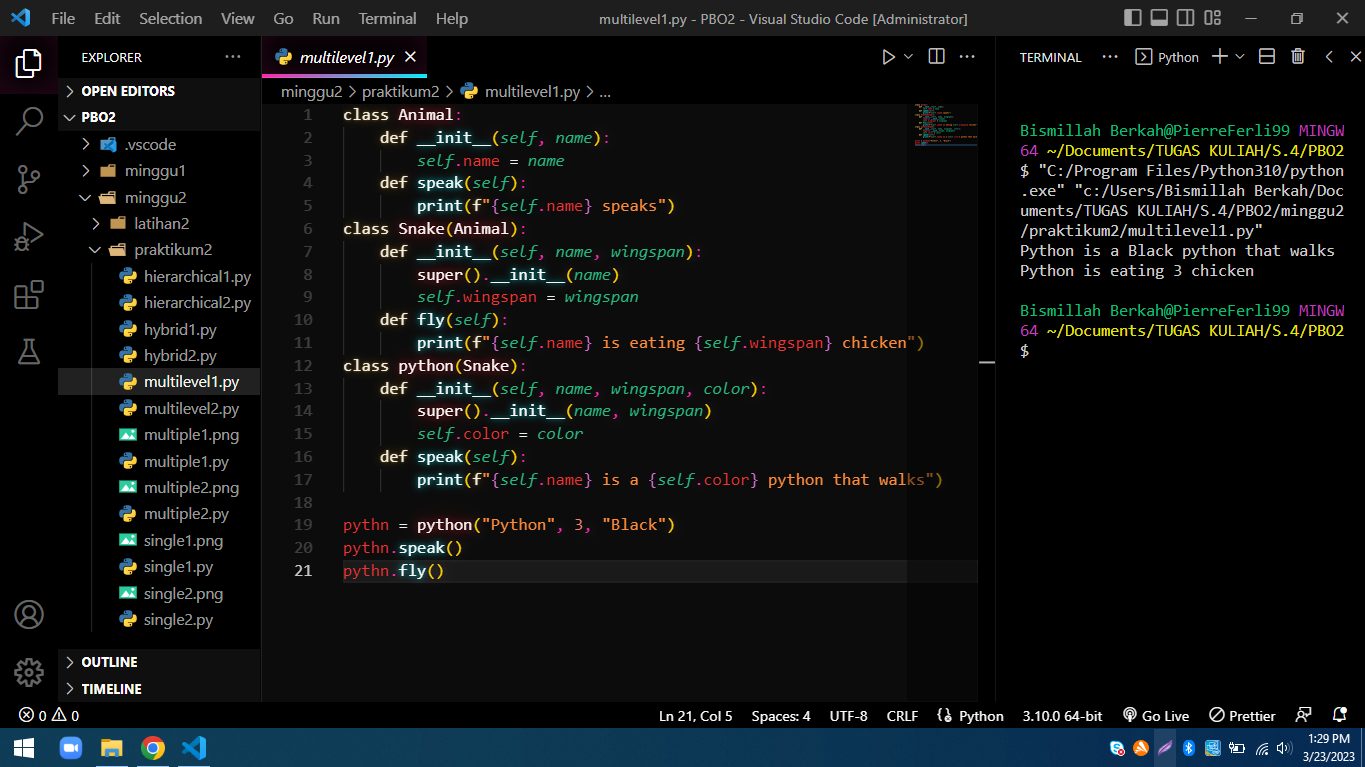 File Edit Selection View Go Run Terminal Help multilevel1.py - PBO2 - Visual Studio Code [Administrator]
EXPLORER
OPEN EDITORS
PBO2
.vscode
minggu1
minggu2
latihan2
praktikum2
hierarchical1.py
hierarchical2.py
hybrid1.py
hybrid2.py
multilevel1.py
multilevel2.py
multiple1.png
multiple1.py
multiple2.png
multiple2.py
single1.png
single1.py
single2.png
single2.py
OUTLINE
TIMELINE
multilevel1.py
minggu2 > praktikum2 > multilevel1.py > ...
1 class Animal:
2 def __init__(self, name):
3 self.name = name
4 def speak(self):
5 print(f"{self.name} speaks")
6 class Snake(Animal):
7 def __init__(self, name, wingspan):
8 super().__init__(name)
9 self.wingspan = wingspan
10 def fly(self):
11 print(f"{self.name} is eating {self.wingspan} chicken")
12 class python(Snake):
13 def __init__(self, name, wingspan, color):
14 super().__init__(name, wingspan)
15 self.color = color
16 def speak(self):
17 print(f"{self.name} is a {self.color} python that walks")
18
19 pythn = python("Python", 3, "Black")
20 pythn.speak()
21 pythn.fly()
TERMINAL Python
Bismillah Berkah@PierreFerli99 MINGW
64 ~/Documents/TUGAS KULIAH/S.4/PBO2
$ "C:/Program Files/Python310/python
.exe" "c:/Users/Bismillah Berkah/Doc
uments/TUGAS KULIAH/S.4/PBO2/minggu2
/praktikum2/multilevel1.py"
Python is a Black python that walks
Python is eating 3 chicken
Bismillah Berkah@PierreFerli99 MINGW
64 ~/Documents/TUGAS KULIAH/S.4/PBO2
$
0 0 Ln 21, Col 5 Spaces: 4 UTF-8 CRLF Python 3.10.0 64-bit Go Live Prettier
1:29 PM
3/23/2023